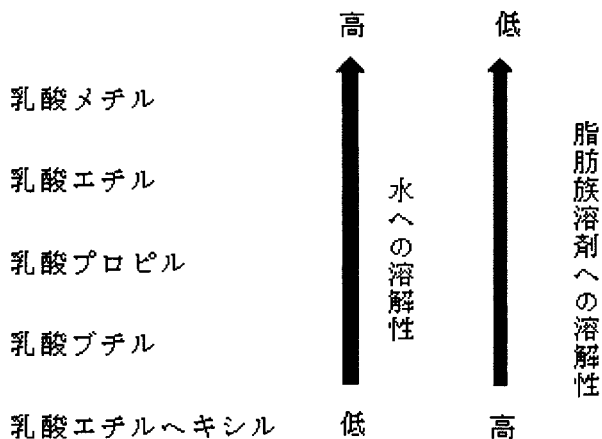 高 低
乳酸メチル
乳酸エチル
乳酸プロピル
乳酸ブチル
乳酸エチルヘキシル
水への溶解性
脂肪族溶剤への溶解性
低 高